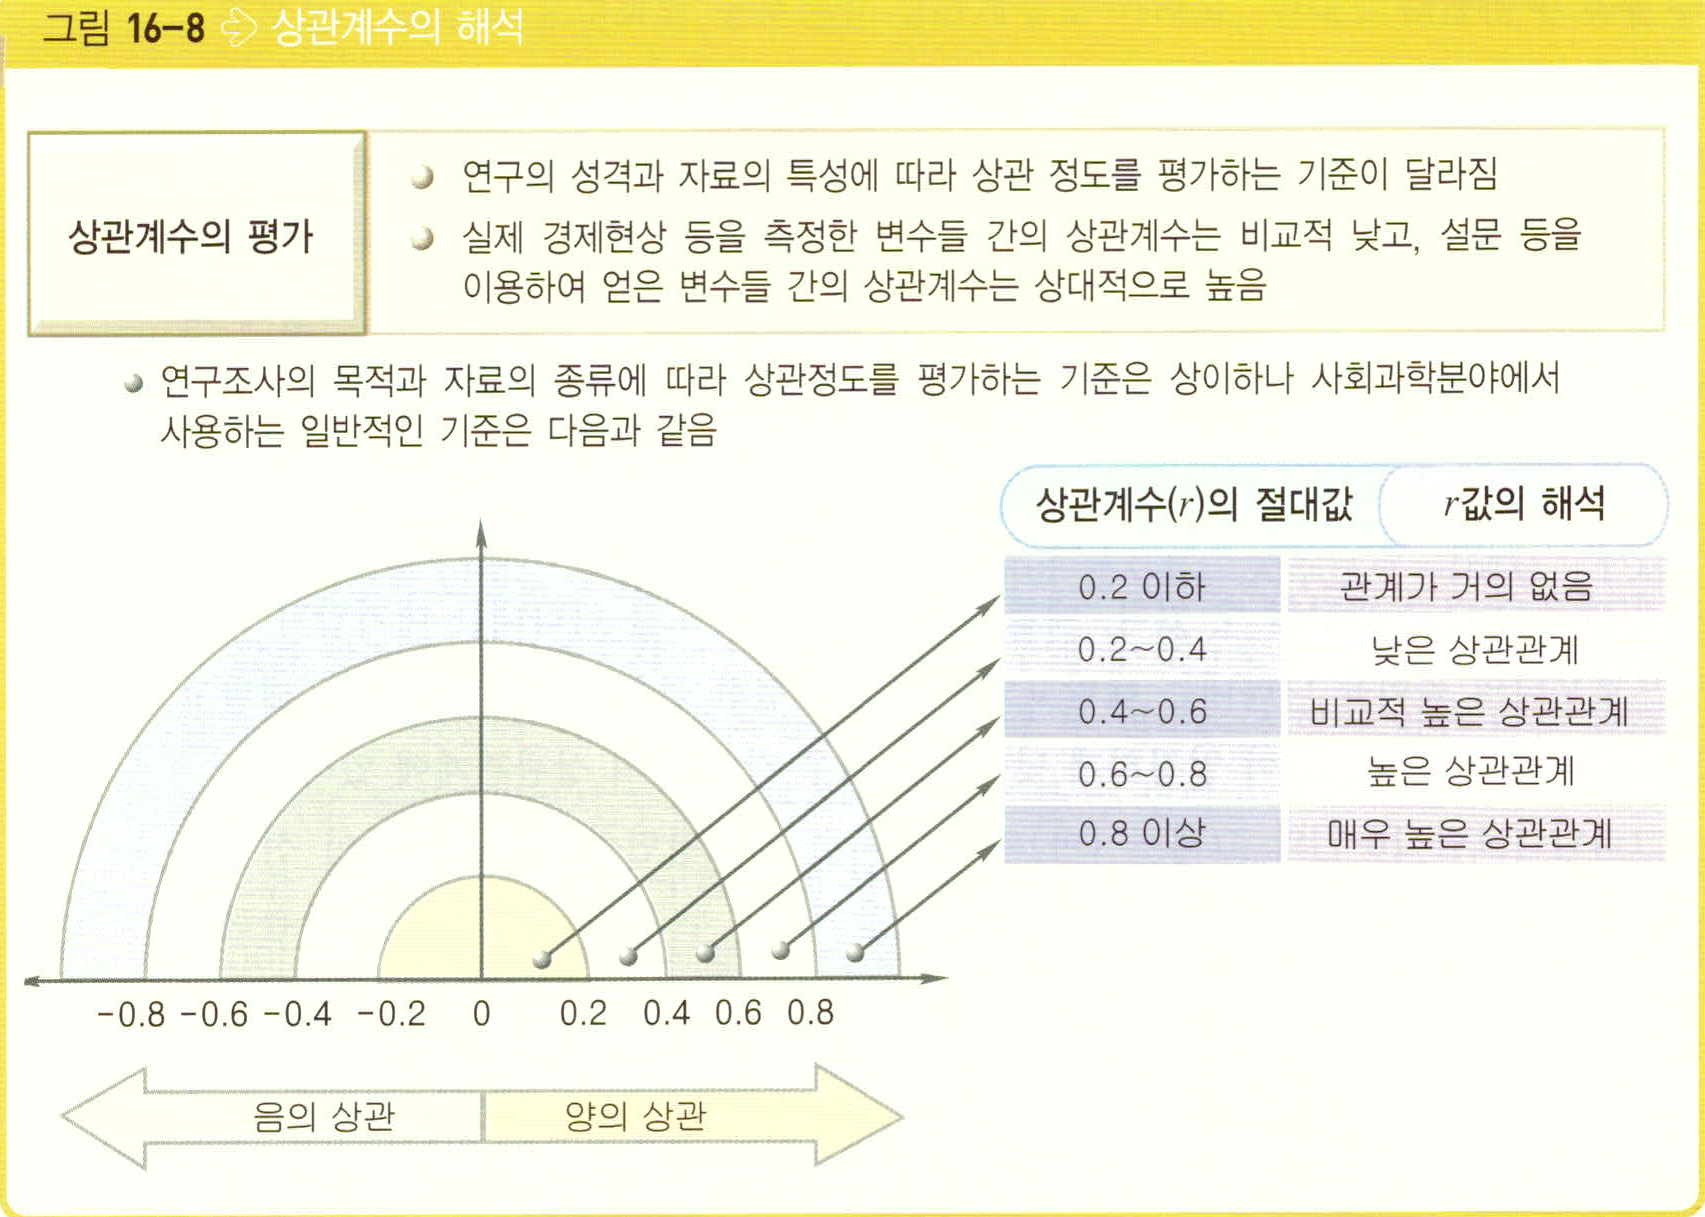 그림 16-8 상관계수의 해석
상관계수의 평가
연구의 성격과 자료의 특성에 따라 상관 정도를 평가하는 기준이 달라짐
실제 경제현상 등을 측정한 변수들 간의 상관계수는 비교적 낮고, 설문 등을
이용하여 얻은 변수들 간의 상관계수는 상대적으로 높음
연구조사의 목적과 자료의 종류에 따라 상관정도를 평가하는 기준은 상이하나 사회과학분야에서
사용하는 일반적인 기준은 다음과 같음
상관계수(r)의 절대값 r값의 해석
0.2 이하 관계가 거의 없음
0.2~0.4 낮은 상관관계
0.4~0.6 비교적 높은 상관관계
0.6~0.8 높은 상관관계
0.8 이상 매우 높은 상관관계
-0.8 -0.6 -0.4 -0.2 0 0.2 0.4 0.6 0.8
음의 상관 양의 상관